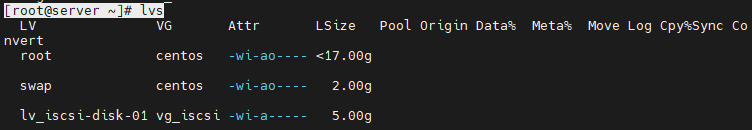 [root@server ~]# lvs
LV VG Attr LSize Pool Origin Data% Meta% Move Log Cpy%Sync Co
nvert
root centos -wi-ao---- <17.00g
swap centos -wi-ao---- 2.00g
lv_iscsi-disk-01 vg_iscsi -wi-a----- 5.00g